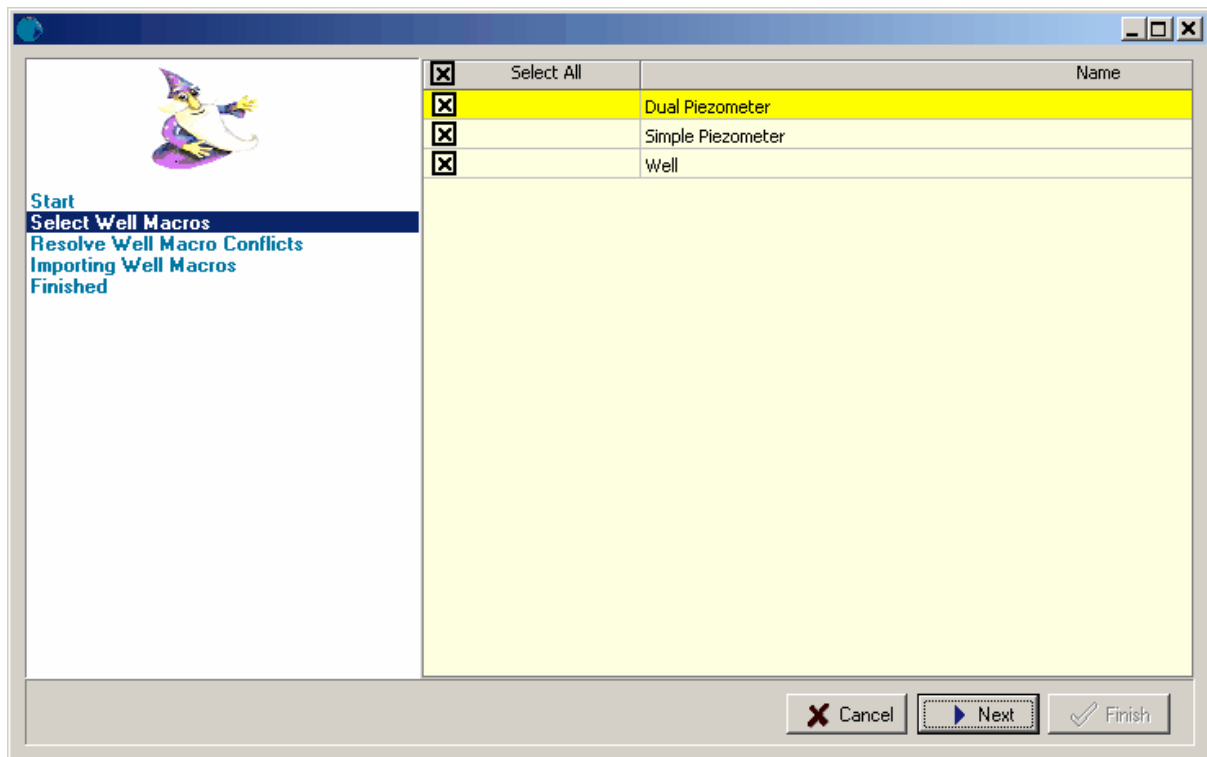 Select All Name
Dual Piezometer
Simple Piezometer
Well
Start
Select Well Macros
Resolve Well Macro Conflicts
Importing Well Macros
Finished
Cancel Next Finish